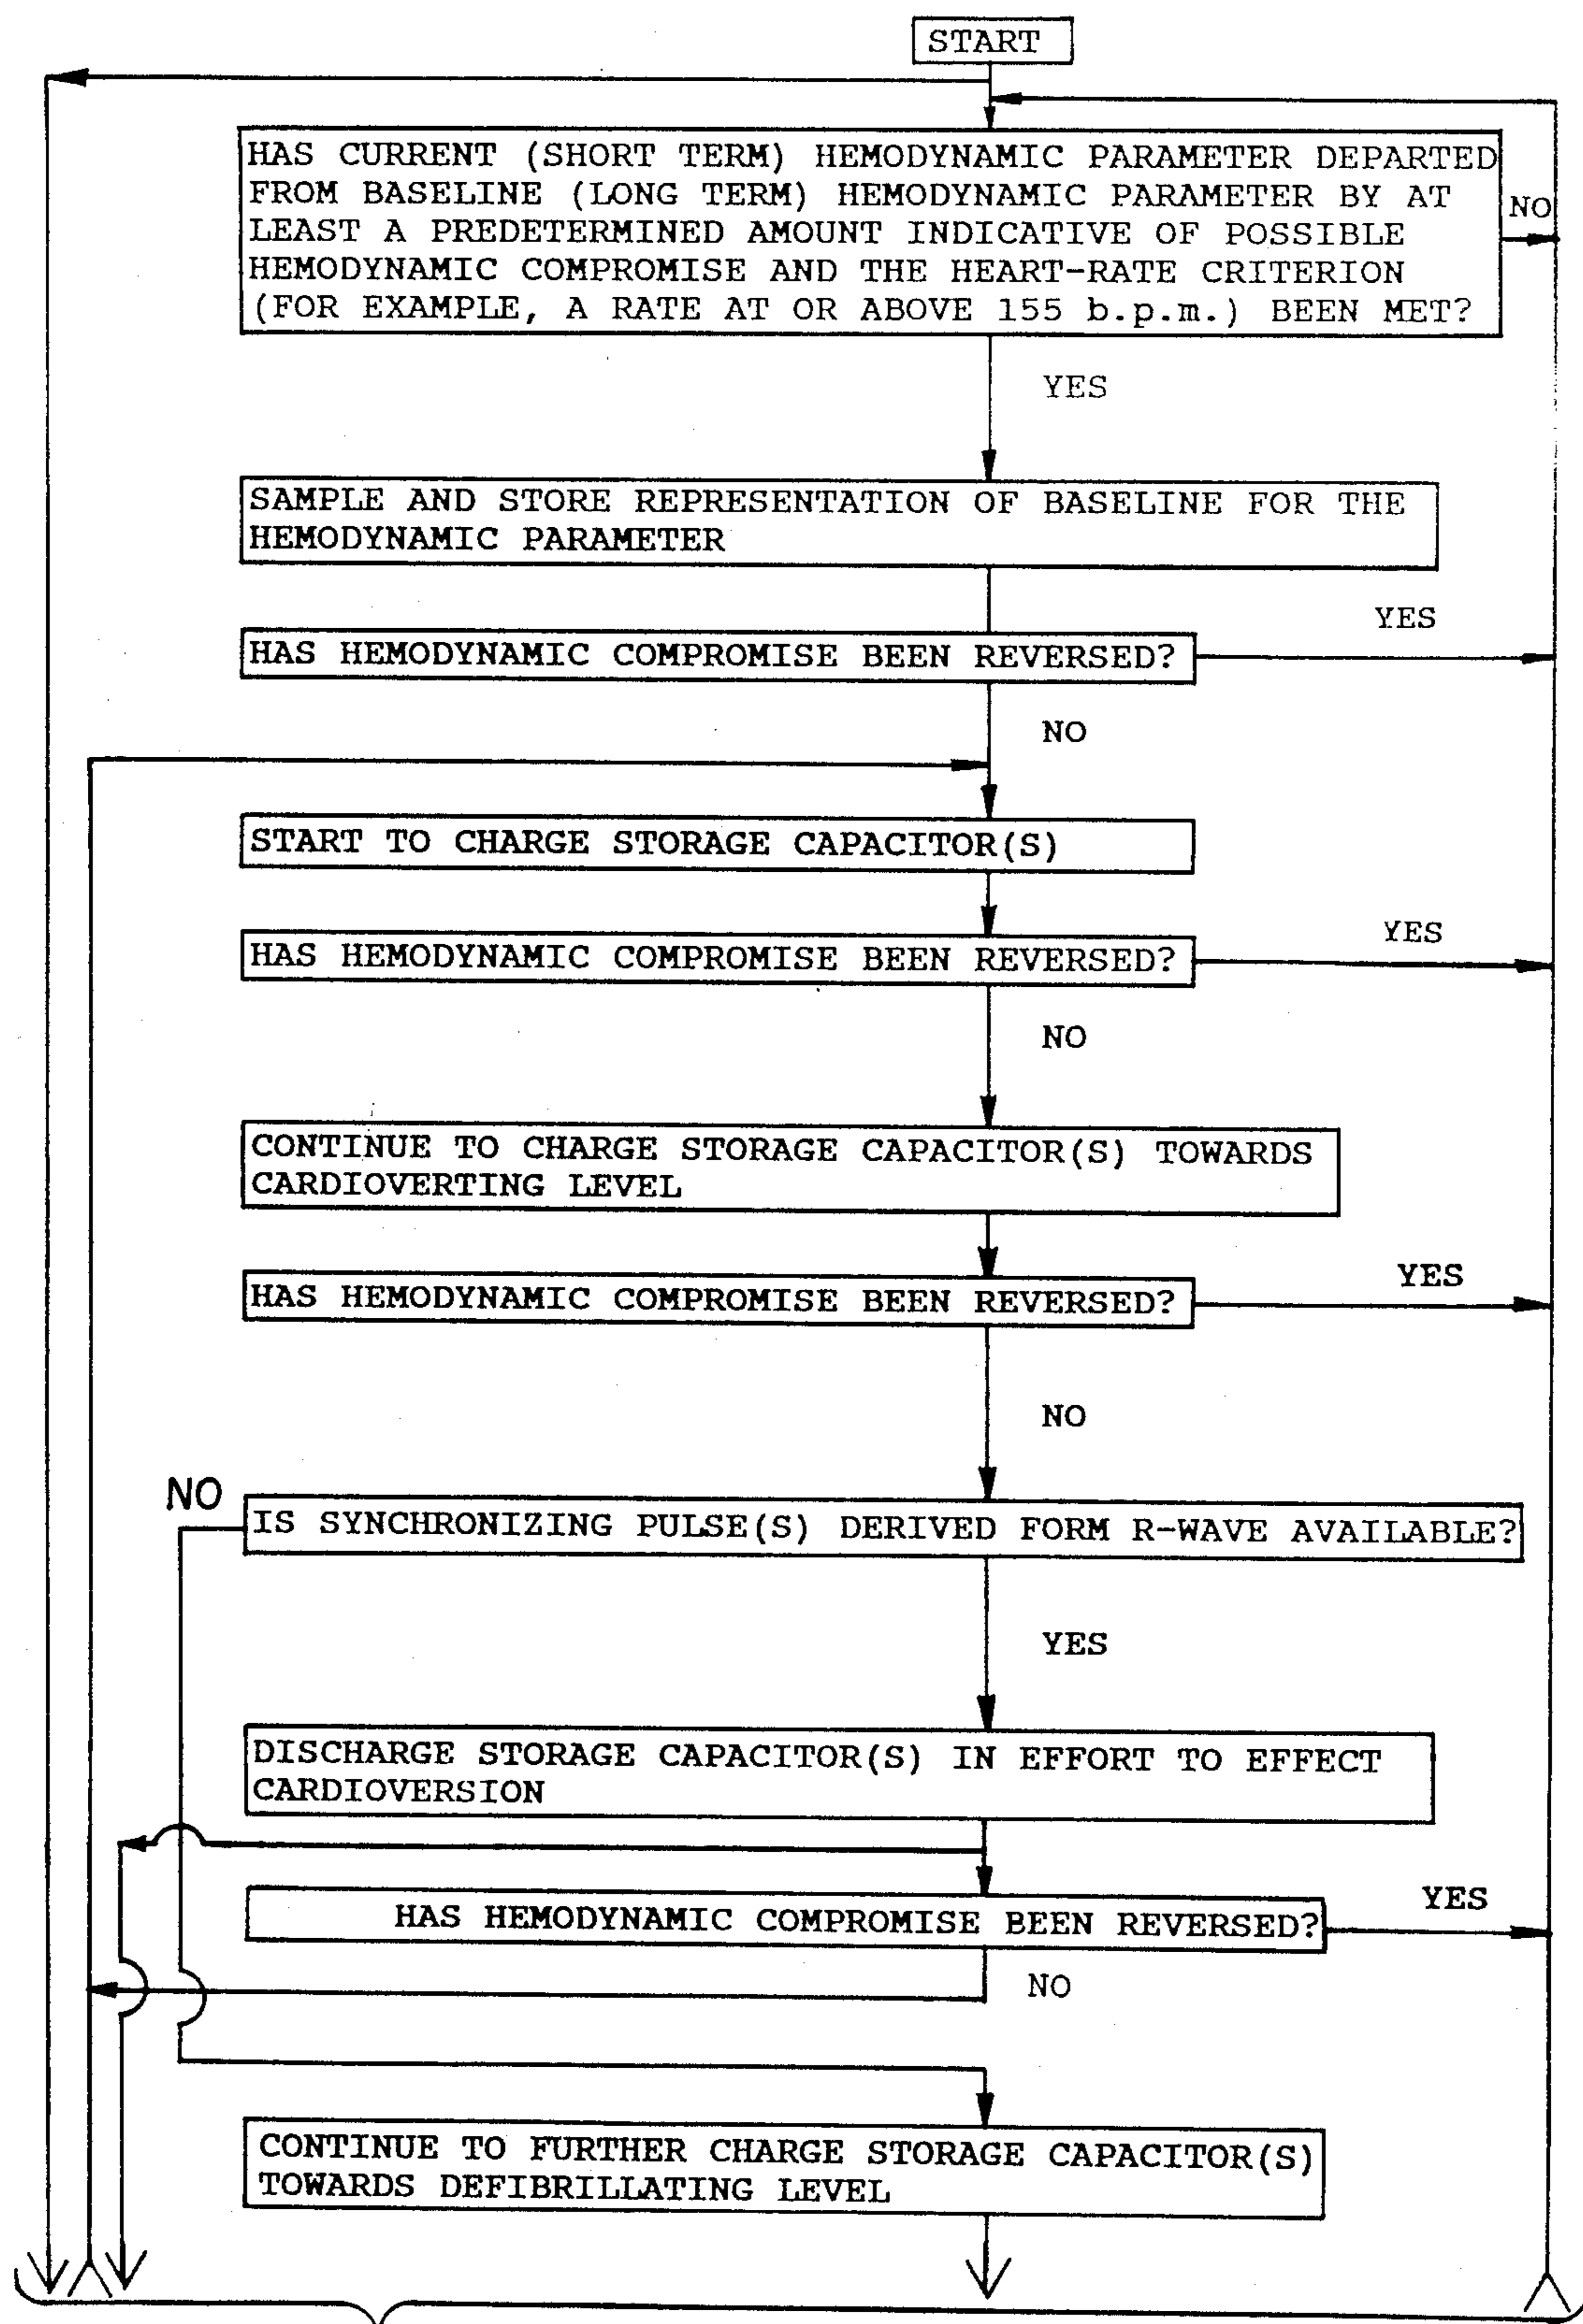 START
HAS CURRENT (SHORT TERM) HEMODYNAMIC PARAMETER DEPARTED
FROM BASELINE (LONG TERM) HEMODYNAMIC PARAMETER BY AT
LEAST A PREDETERMINED AMOUNT INDICATIVE OF POSSIBLE
HEMODYNAMIC COMPROMISE AND THE HEART-RATE CRITERION
(FOR EXAMPLE, A RATE AT OR ABOVE 155 b.p.m.) BEEN MET?
NO
YES
SAMPLE AND STORE REPRESENTATION OF BASELINE FOR THE
HEMODYNAMIC PARAMETER
YES
HAS HEMODYNAMIC COMPROMISE BEEN REVERSED?
NO
START TO CHARGE STORAGE CAPACITOR(S)
YES
HAS HEMODYNAMIC COMPROMISE BEEN REVERSED?
NO
CONTINUE TO CHARGE STORAGE CAPACITOR(S) TOWARDS
CARDIOVERTING LEVEL
YES
HAS HEMODYNAMIC COMPROMISE BEEN REVERSED?
NO
NO
IS SYNCHRONIZING PULSE(S) DERIVED FORM R-WAVE AVAILABLE?
YES
DISCHARGE STORAGE CAPACITOR(S) IN EFFORT TO EFFECT
CARDIOVERSION
YES
HAS HEMODYNAMIC COMPROMISE BEEN REVERSED?
NO
CONTINUE TO FURTHER CHARGE STORAGE CAPACITOR(S)
TOWARDS DEFIBRILLATING LEVEL